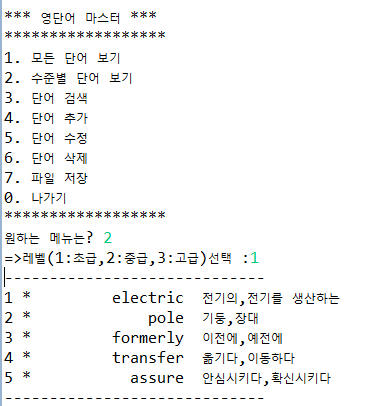 *** 영단어 마스터 ***
******************
1. 모든 단어 보기
2. 수준별 단어 보기
3. 단어 검색
4. 단어 추가
5. 단어 수정
6. 단어 삭제
7. 파일 저장
0. 나가기
******************
원하는 메뉴는? 2
=>레벨(1:초급,2:중급,3:고급)선택 :1
-----------------------------
1 *         electric  전기의,전기를 생산하는
2 *             pole  기둥,장대
3 *         formerly  이전에,예전에
4 *         transfer  옮기다,이동하다
5 *           assure  안심시키다,확신시키다
-----------------------------